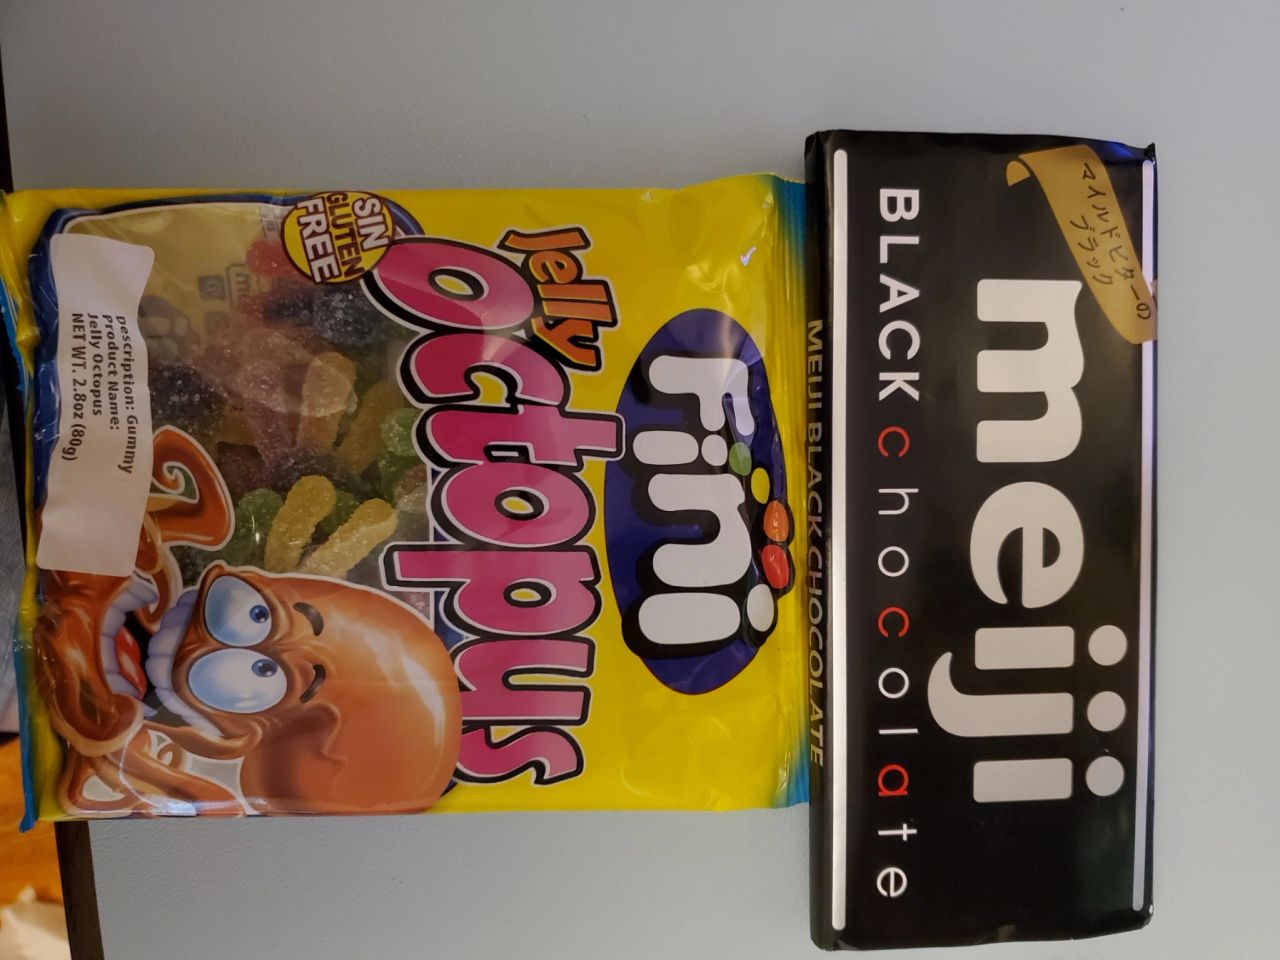 meiji
マイルドビターの
ブラック
BLACK chocolate
MEIJI BLACK CHOCOLATE
Fini
Jelly
octopus
SIN
GLUTEN
FREE
Description: Gummy
Product Name:
Jelly Octopus
NET WT. 2.8oz (80g)